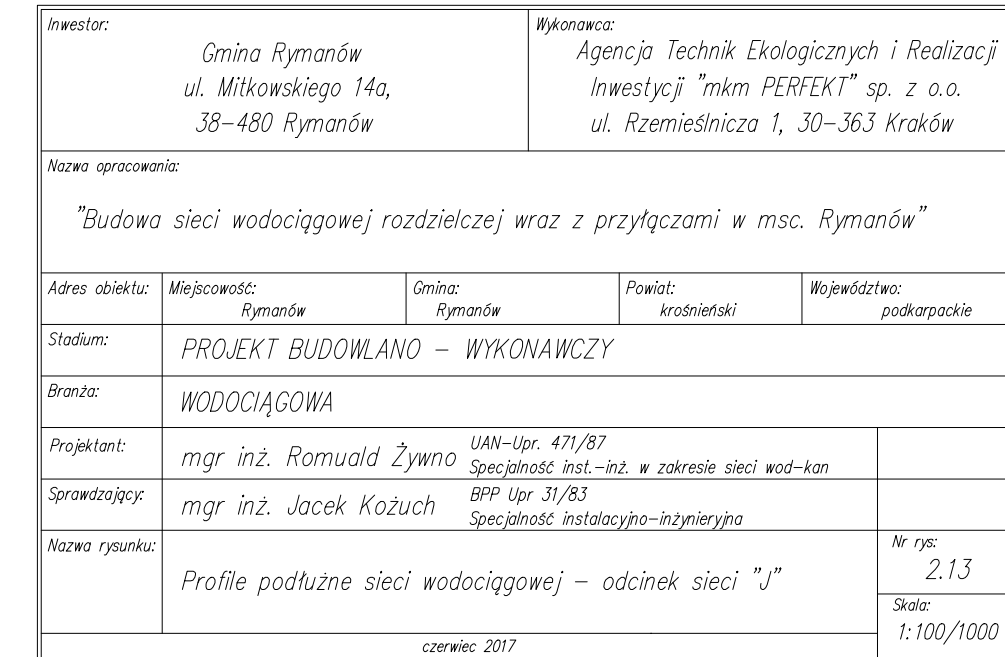 Inwestor:
Gmina Rymanów
ul. Mitkowskiego 14a,
38-480 Rymanów
Wykonawca:
Agencja Technik Ekologicznych i Realizacji
Inwestycji "mkm PERFEKT" sp. z o.o.
ul. Rzemieślnicza 1, 30-363 Kraków
Nazwa opracowania:
"Budowa sieci wodociągowej rozdzielczej wraz z przyłączami w msc. Rymanów"
Adres obiektu:
Miejscowość:
Rymanów
Gmina:
Rymanów
Powiat:
krośnieński
Województwo:
podkarpackie
Stadium:
PROJEKT BUDOWLANO - WYKONAWCZY
Branża:
WODOCIĄGOWA
Projektant:
mgr inż. Romuald Żywno
UAN-Upr. 471/87
Specjalność inst.-inż. w zakresie sieci wod-kan
Sprawdzający:
mgr inż. Jacek Kożuch
BPP Upr 31/83
Specjalność instalacyjno-inżynieryjna
Nazwa rysunku:
Profile podłużne sieci wodociągowej - odcinek sieci "J"
Nr rys:
2.13
Skala:
1:100/1000
czerwiec 2017